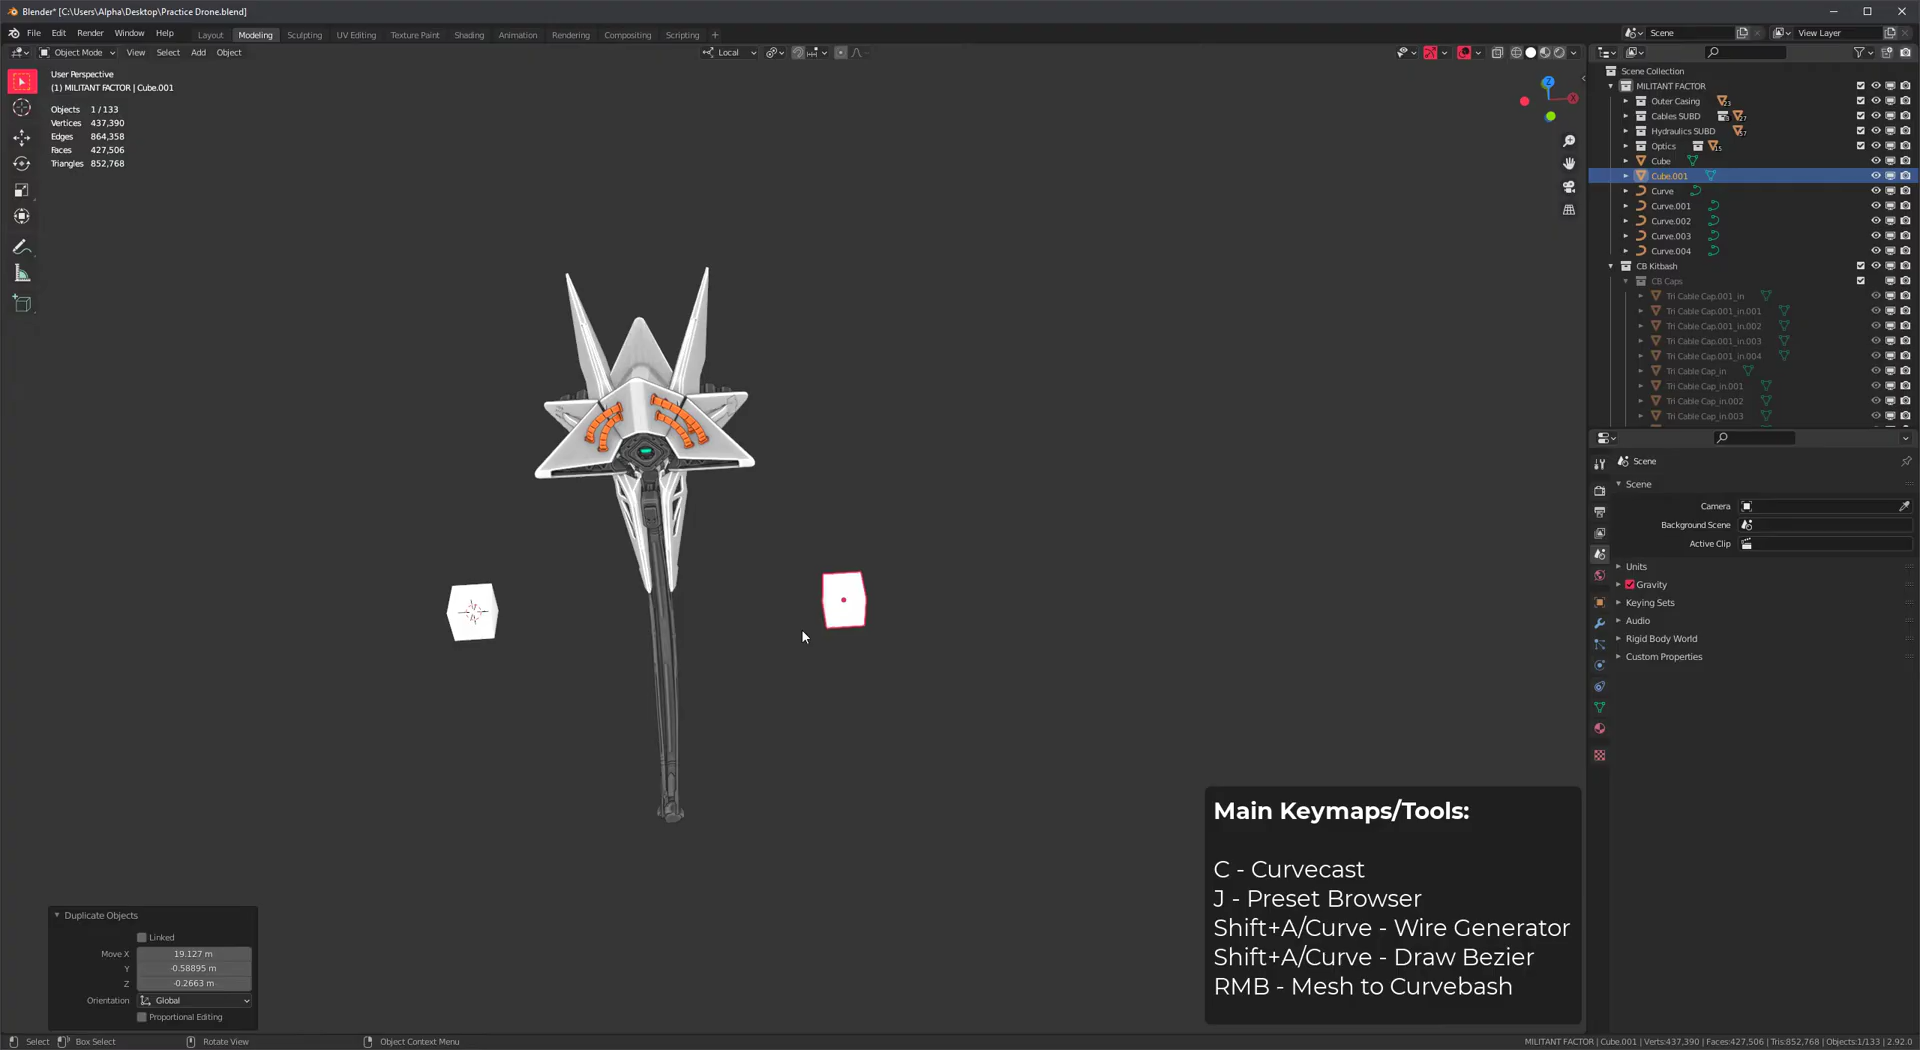 Blender* [C:\Users\Alpha\Desktop\Practice Drone.blend]
File Edit Render Window Help Layout Modeling Sculpting UV Editing Texture Paint Shading Animation Rendering Compositing Scripting + Scene View Layer
Object Mode View Select Add Object Local
User Perspective
(1) MILITANT FACTOR | Cube.001
Objects 1 / 133
Vertices 437,390
Edges 864,358
Faces 427,506
Triangles 852,768
Z
X
Scene Collection
MILITANT FACTOR
Outer Casing 23
Cables SUBD 27
Hydraulics SUBD 57
Optics 15
Cube
Cube.001
Curve
Curve.001
Curve.002
Curve.003
Curve.004
CB Kitbash
CB Caps
Tri Cable Cap.001_in
Tri Cable Cap.001_in.001
Tri Cable Cap.001_in.002
Tri Cable Cap.001_in.003
Tri Cable Cap.001_in.004
Tri Cable Cap_in
Tri Cable Cap_in.001
Tri Cable Cap_in.002
Tri Cable Cap_in.003
Scene
Scene
Camera
Background Scene
Active Clip
Units
Gravity
Keying Sets
Audio
Rigid Body World
Custom Properties
Main Keymaps/Tools:
C - Curvecast
J - Preset Browser
Shift+A/Curve - Wire Generator
Shift+A/Curve - Draw Bezier
RMB - Mesh to Curvebash
Duplicate Objects
Linked
Move X 19.127 m
Y -0.58895 m
Z -0.2663 m
Orientation Global
Proportional Editing
Select Box Select Rotate View Object Context Menu
MILITANT FACTOR | Cube.001 | Verts:437,390 | Faces:427,506 | Tris:852,768 | Objects:1/133 | 2.92.0